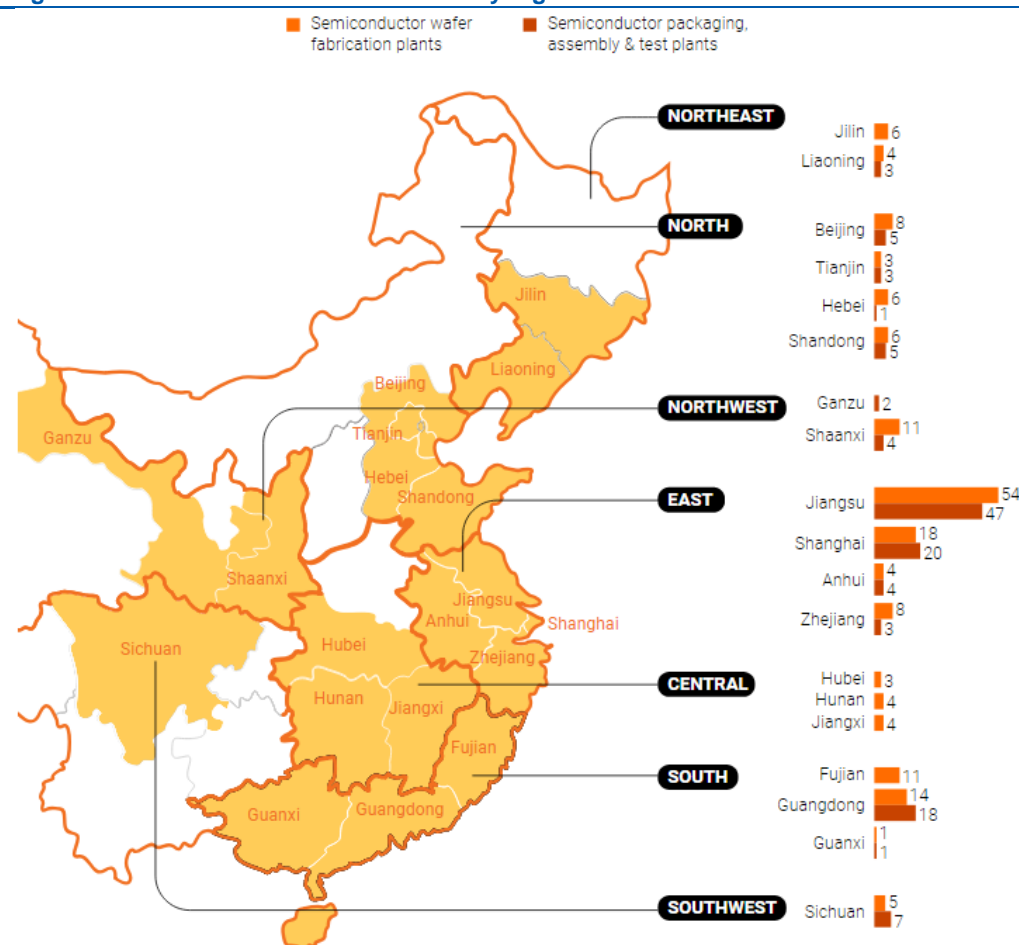 Semiconductor wafer
fabrication plants
Semiconductor packaging,
assembly & test plants
NORTHEAST
Jilin 6
Liaoning 4
3
NORTH
Beijing 8
5
Tianjin 3
3
Hebei 6
1
Shandong 6
5
NORTHWEST
Ganzu 2
Shaanxi 11
4
EAST
Jiangsu 54
47
Shanghai 18
20
Anhui 4
4
Zhejiang 8
3
CENTRAL
Hubei 3
Hunan 4
Jiangxi 4
SOUTH
Fujian 11
Guangdong 14
18
Guanxi 1
1
SOUTHWEST
Sichuan 5
7
Jilin
Liaoning
Beijing
Tianjin
Ganzu
Hebei
Shandong
Shaanxi
Jiangsu
Anhui
Shanghai
Hubei
Sichuan
Zhejiang
Hunan
Jiangxi
Fujian
Guanxi
Guangdong